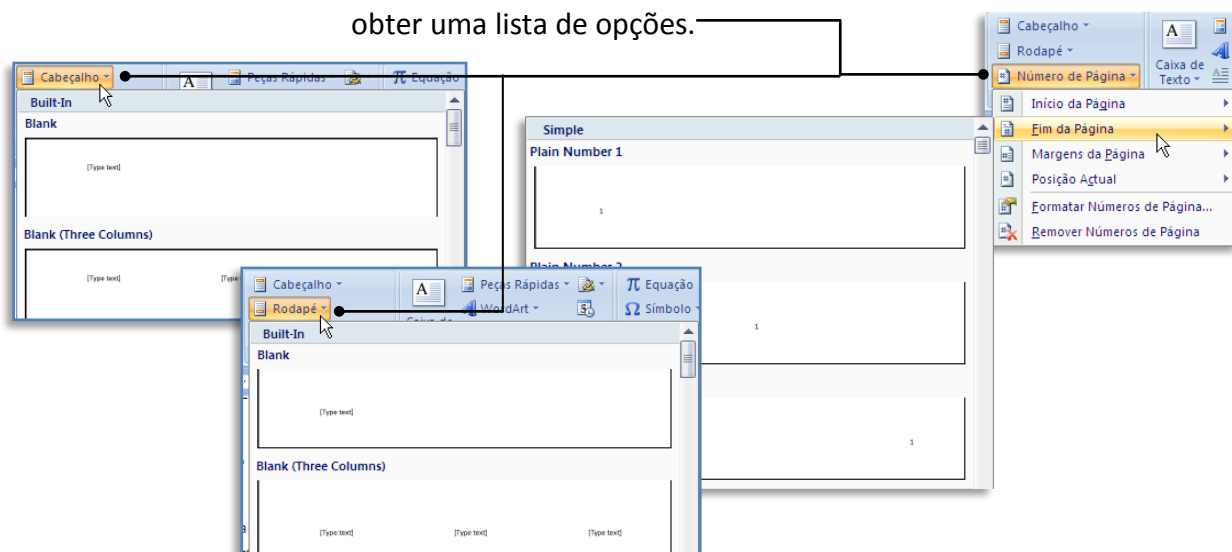 obter uma lista de opções.
Cabeçalho
Peças Rápidas
π Equação
Built-In
Blank
[Type text]
Blank (Three Columns)
[Type text]
Cabeçalho
Rodapé
Número de Página
Caixa de
Texto
Início da Página
Fim da Página
Margens da Página
Posição Actual
Formatar Números de Página...
Remover Números de Página
Simple
Plain Number 1
1
Plain Number 2
1
1
Cabeçalho
Rodapé
A
Peças Rápidas
WordArt
π Equação
Ω Símbolo
Built-In
Blank
[Type text]
Blank (Three Columns)
[Type text] [Type text] [Type text]